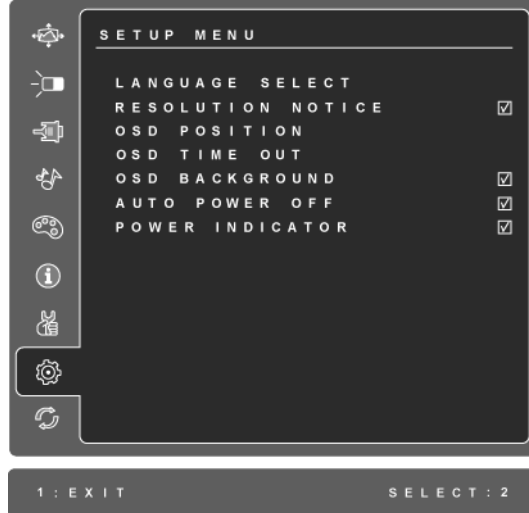 SETUP MENU
LANGUAGE SELECT
RESOLUTION NOTICE ☑
OSD POSITION
OSD TIME OUT
OSD BACKGROUND ☑
AUTO POWER OFF ☑
POWER INDICATOR ☑
1:EXIT SELECT:2